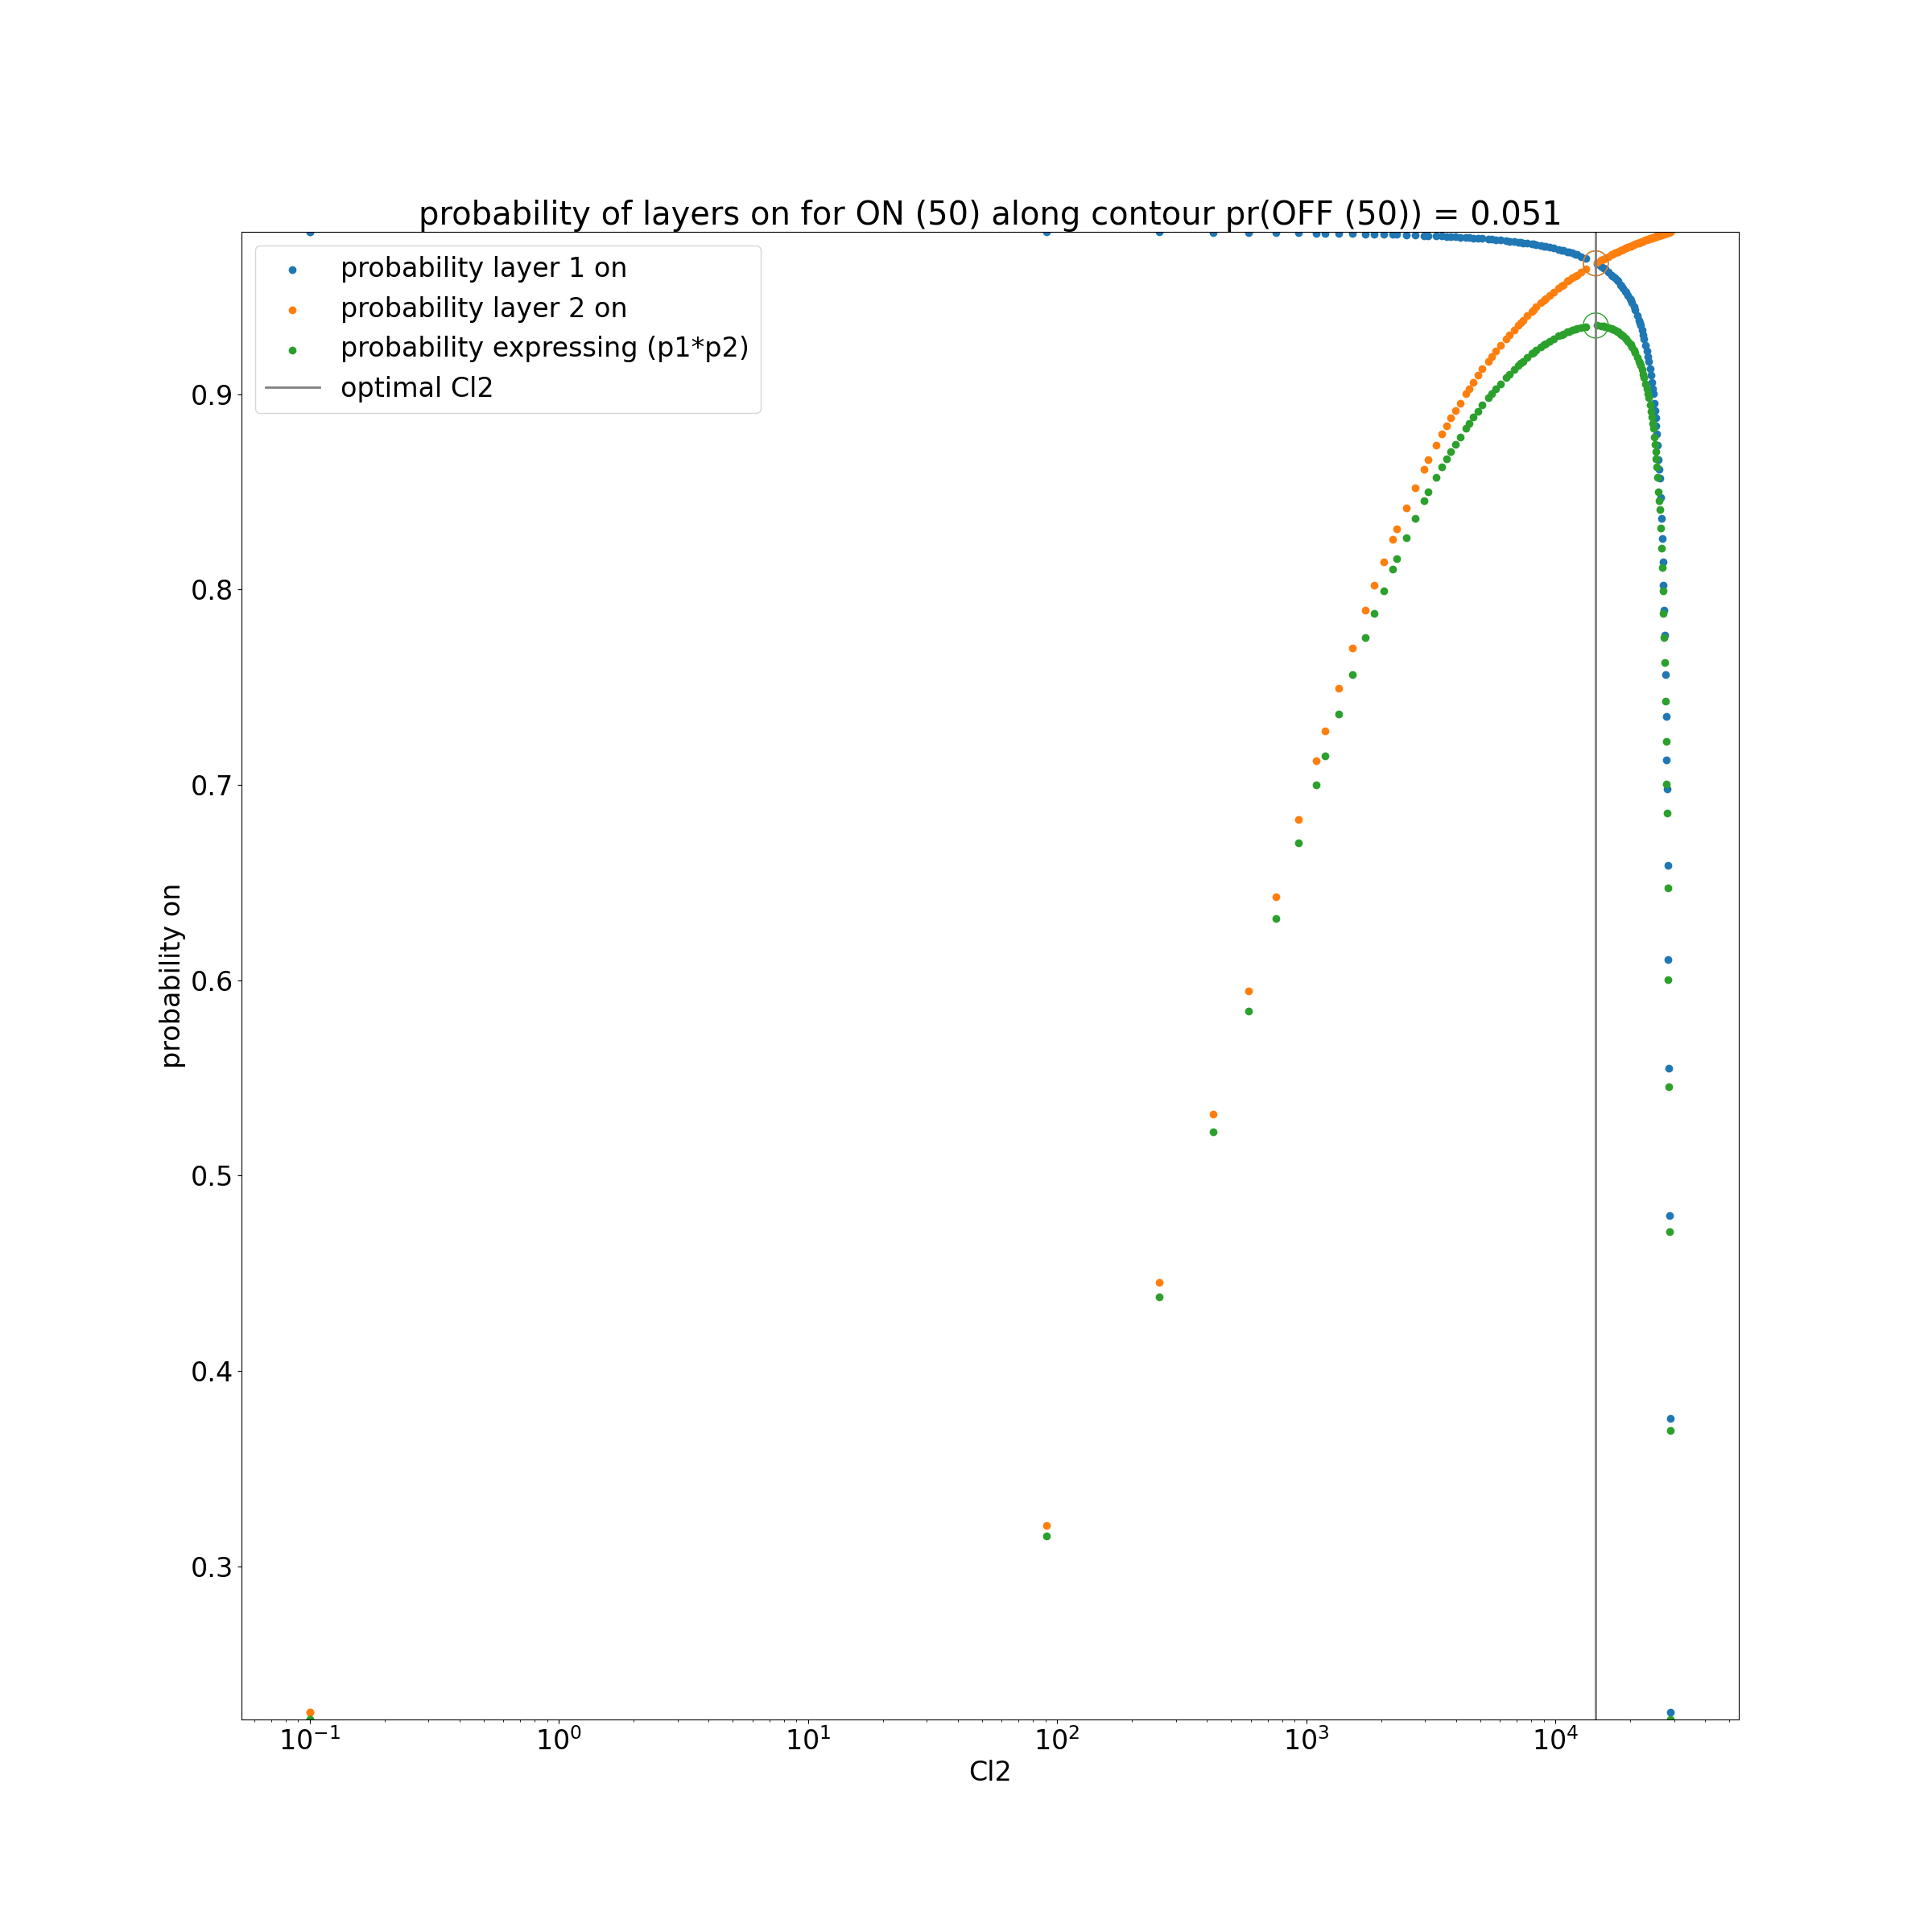 probability of layers on for ON (50) along contour pr(OFF (50)) = 0.051
probability layer 1 on
probability layer 2 on
probability expressing (p1*p2)
optimal Cl2
0.9
0.8
0.7
0.6
0.5
0.4
0.3
probability on
10⁻¹ 10⁰ 10¹ 10² 10³ 10⁴
Cl2